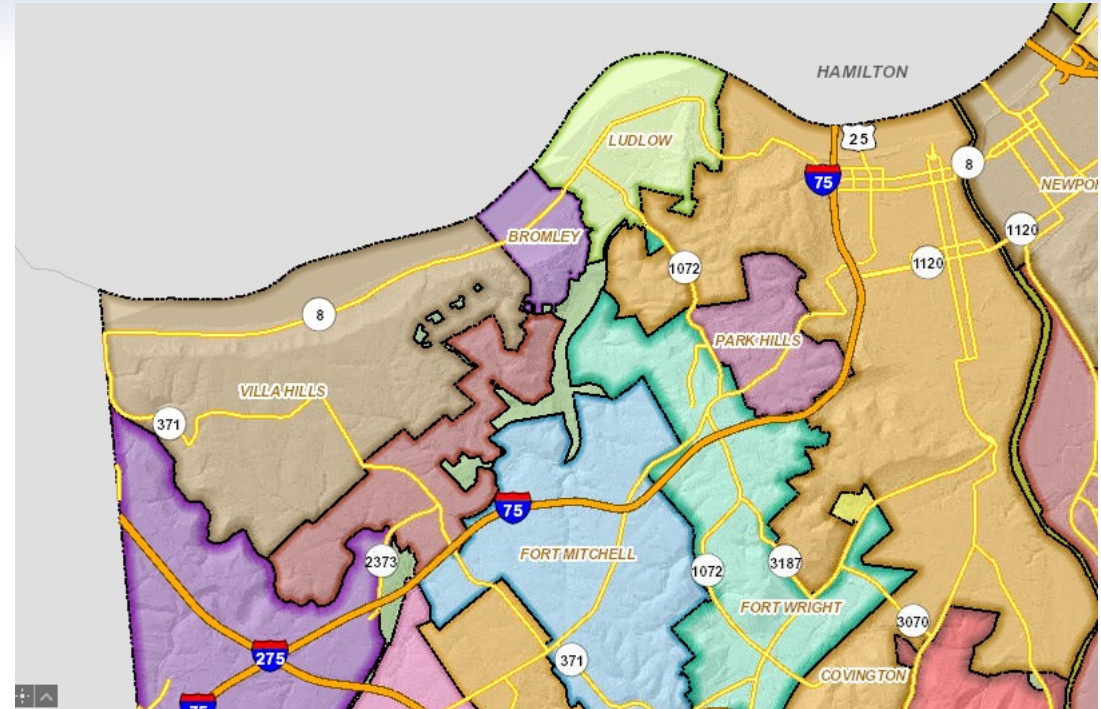 HAMILTON
LUDLOW
25
75
8
NEWPO
BROMLEY
1120
1072
1120
8
PARK HILLS
VILLA HILLS
371
75
FORT MITCHELL
2373
1072
3187
FORT WRIGHT
3070
275
371
COVINGTON
75